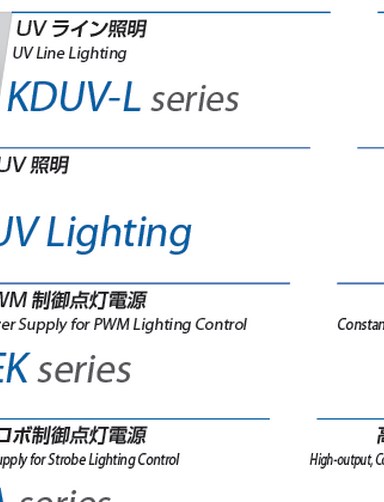 UV ライン照明
UV Line Lighting
KDUV-L series
UV 照明
UV Lighting
WM 制御点灯電源
er Supply for PWM Lighting Control
Constan
EK series
ロボ制御点灯電源
高
upply for Strobe Lighting Control
High-output, Co
series